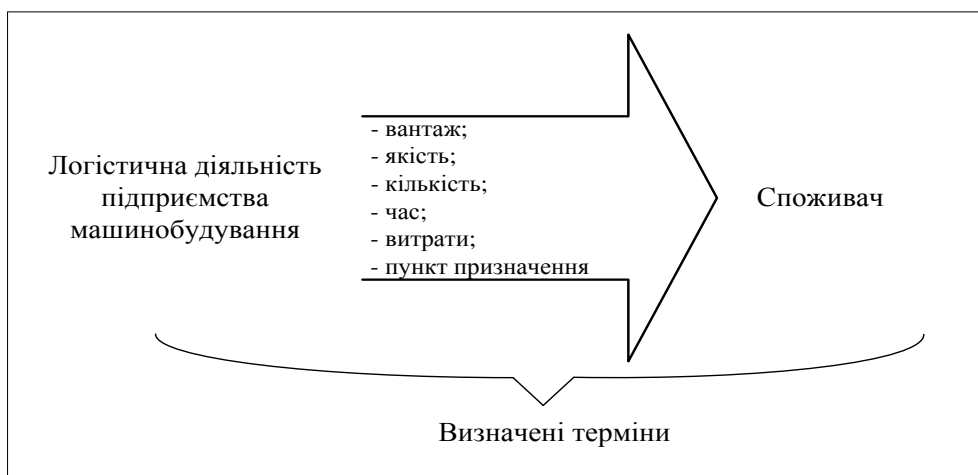 Логістична діяльність
підприємства
машинобудування
- вантаж;
- якість;
- кількість;
- час;
- витрати;
- пункт призначення
Споживач
Визначені терміни